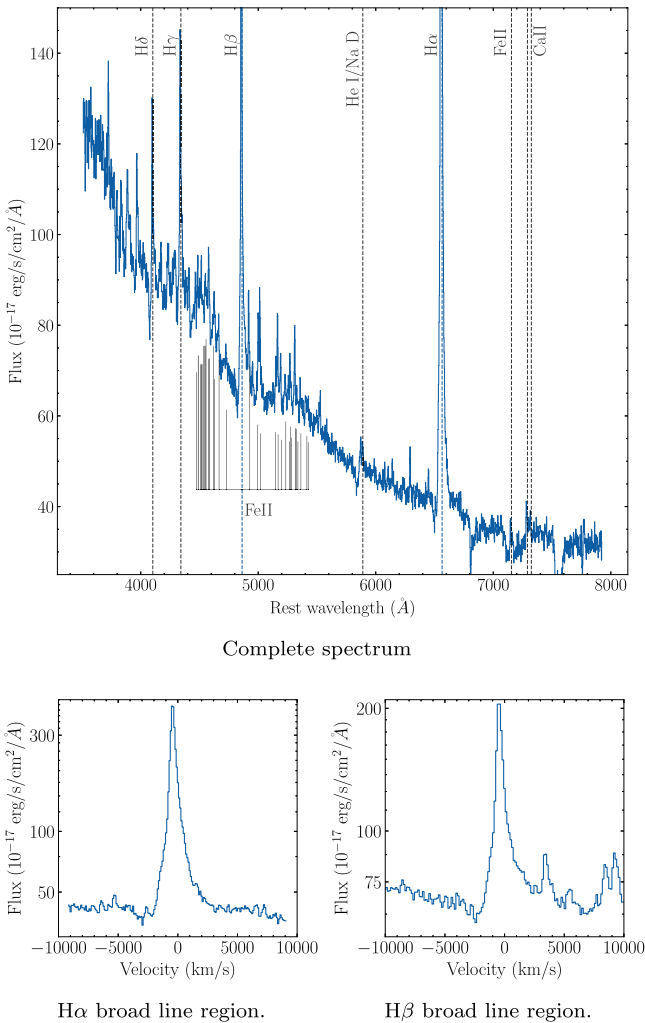 Hδ
Hγ
Hβ
He I/Na D
Hα
FeII
CaII
140
120
100
80
60
40
Flux (10⁻¹⁷ erg/s/cm²/Å)
FeII
4000 5000 6000 7000 8000
Rest wavelength (Å)
Complete spectrum
300
100
50
Flux (10⁻¹⁷ erg/s/cm²/Å)
−10000 −5000 0 5000 10000
Velocity (km/s)
Hα broad line region.
200
100
75
Flux (10⁻¹⁷ erg/s/cm²/Å)
−10000 −5000 0 5000 10000
Velocity (km/s)
Hβ broad line region.